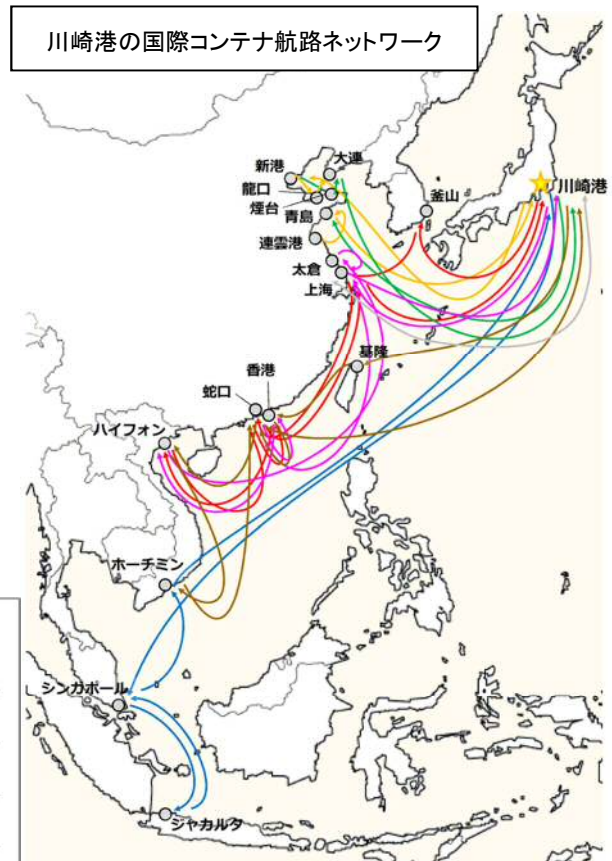 川崎港の国際コンテナ航路ネットワーク
大連
新港
龍口
煙台
青島
連雲港
太倉
上海
釜山
川崎港
基隆
香港
蛇口
ハイフォン
ホーチミン
シンガポール
ジャカルタ